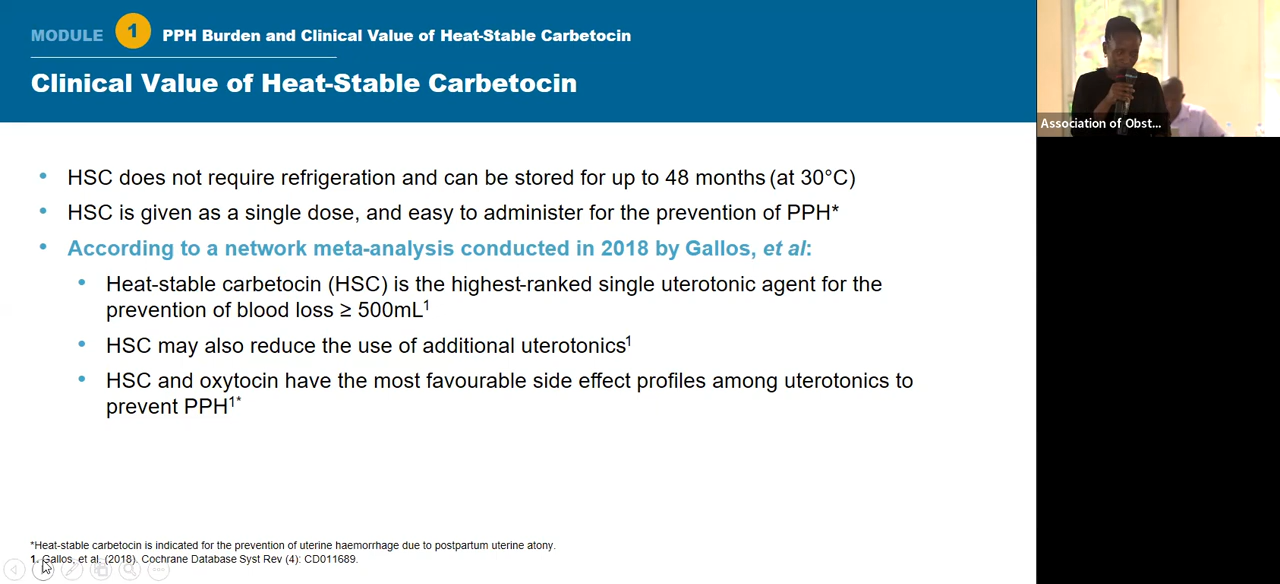 MODULE 1 PPH Burden and Clinical Value of Heat-Stable Carbetocin
Clinical Value of Heat-Stable Carbetocin
Association of Obst...
• HSC does not require refrigeration and can be stored for up to 48 months (at 30°C)
• HSC is given as a single dose, and easy to administer for the prevention of PPH*
• According to a network meta-analysis conducted in 2018 by Gallos, et al:
• Heat-stable carbetocin (HSC) is the highest-ranked single uterotonic agent for the
prevention of blood loss ≥ 500mL1
• HSC may also reduce the use of additional uterotonics1
• HSC and oxytocin have the most favourable side effect profiles among uterotonics to
prevent PPH1*
*Heat-stable carbetocin is indicated for the prevention of uterine haemorrhage due to postpartum uterine atony.
1. Gallos, et al. (2018). Cochrane Database Syst Rev (4): CD011689.